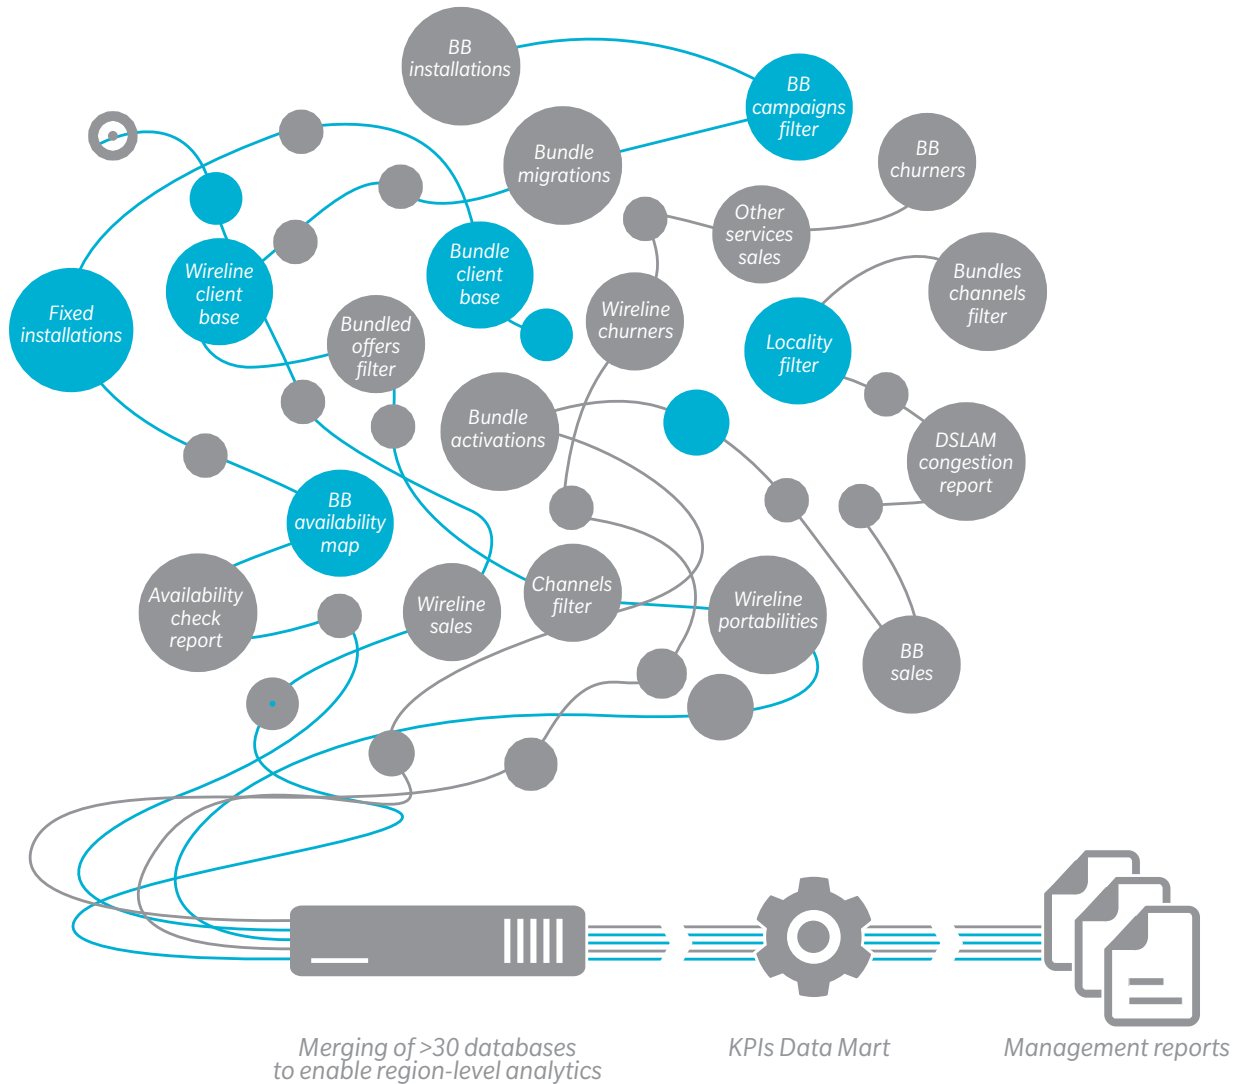 BB
installations
BB
campaigns
filter
Bundle
migrations
BB
churners
Other
services
sales
Bundle
client
base
Wireline
client
base
Bundles
channels
filter
Fixed
installations
Wireline
churners
Bundled
offers
filter
Locality
filter
Bundle
activations
DSLAM
congestion
report
BB
availability
map
Availability
check
report
Wireline
sales
Channels
filter
Wireline
portabilities
BB
sales
Merging of >30 databases
to enable region-level analytics
KPIs Data Mart
Management reports